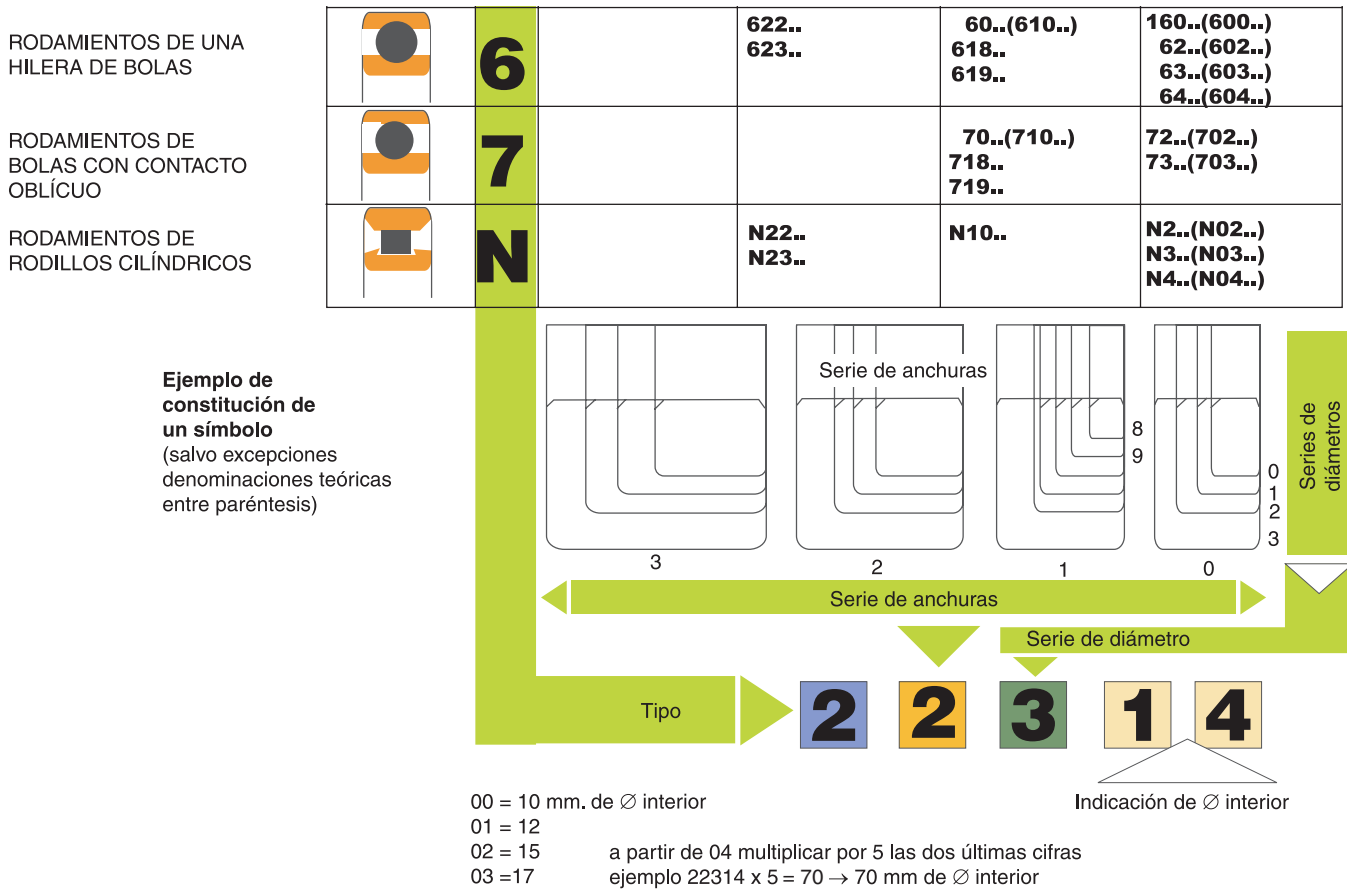 RODAMIENTOS DE UNA
HILERA DE BOLAS
6
622..
623..
60..(610..)
618..
619..
160..(600..)
62..(602..)
63..(603..)
64..(604..)
RODAMIENTOS DE
BOLAS CON CONTACTO
OBLÍCUO
7
70..(710..)
718..
719..
72..(702..)
73..(703..)
RODAMIENTOS DE
RODILLOS CILÍNDRICOS
N
N22..
N23..
N10..
N2..(N02..)
N3..(N03..)
N4..(N04..)
Ejemplo de
constitución de
un símbolo
(salvo excepciones
denominaciones teóricas
entre paréntesis)
Serie de anchuras
8
9
0
1
2
3
Series de
diámetros
3
2
1
0
Serie de anchuras
Serie de diámetro
Tipo
2 2 3 1 4
Indicación de ∅ interior
00 = 10 mm. de ∅ interior
01 = 12
02 = 15 a partir de 04 multiplicar por 5 las dos últimas cifras
03 =17 ejemplo 22314 x 5 = 70 → 70 mm de ∅ interior